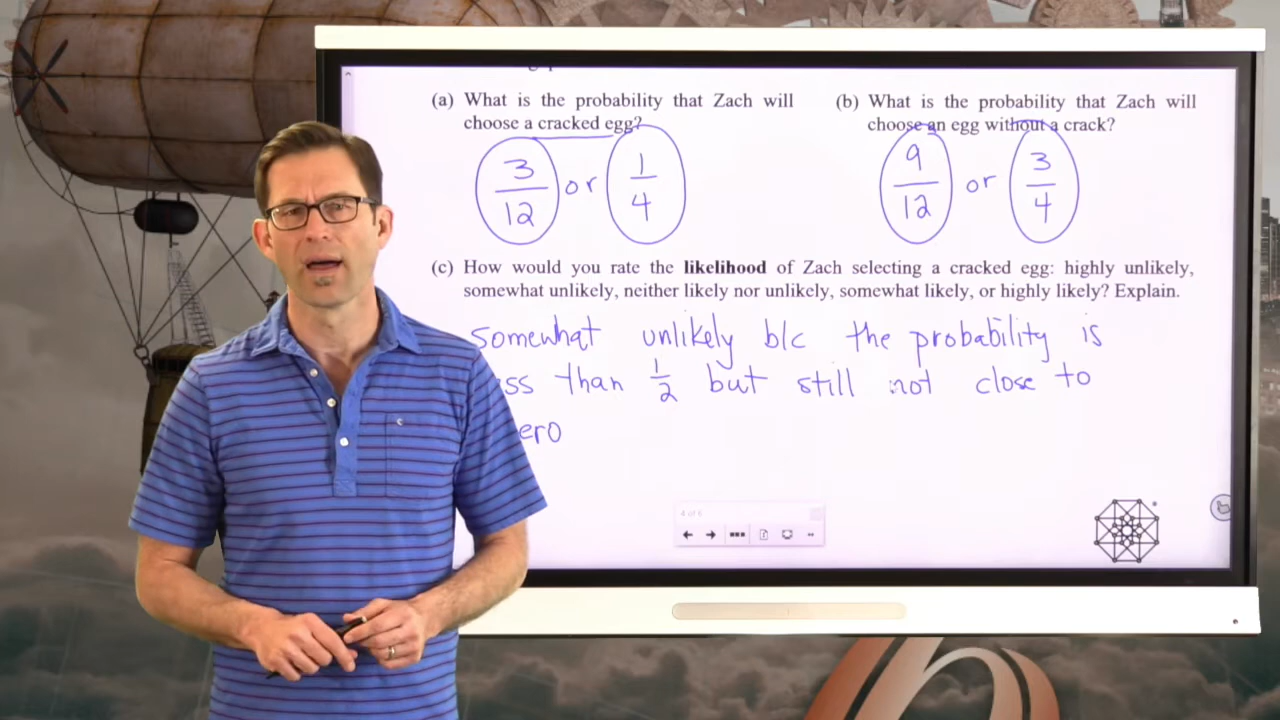 (a) What is the probability that Zach will
choose a cracked egg?
3/12 or 1/4
(b) What is the probability that Zach will
choose an egg without a crack?
9/12 or 3/4
(c) How would you rate the likelihood of Zach selecting a cracked egg: highly unlikely,
somewhat unlikely, neither likely nor unlikely, somewhat likely, or highly likely? Explain.
somewhat unlikely b/c the probability is
ss than 1/2 but still not close to
ero
4 of 6